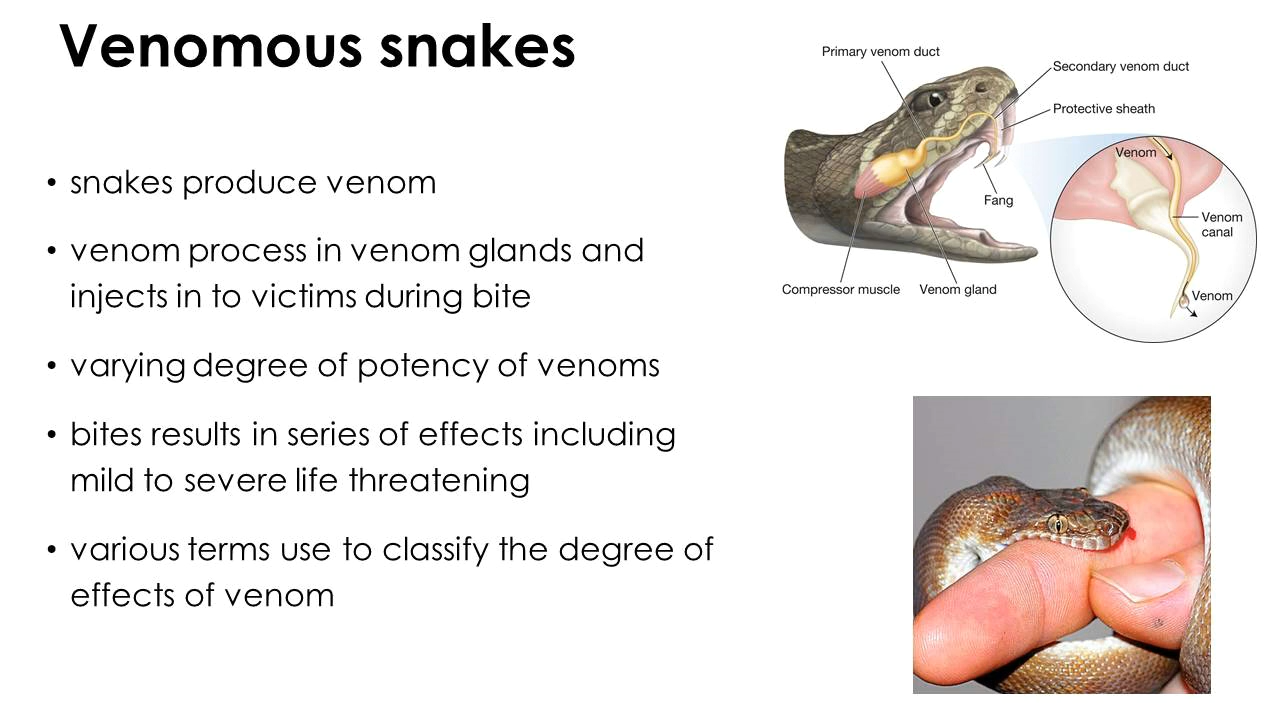 Venomous snakes
• snakes produce venom
• venom process in venom glands and
injects in to victims during bite
• varying degree of potency of venoms
• bites results in series of effects including
mild to severe life threatening
• various terms use to classify the degree of
effects of venom
Primary venom duct
Secondary venom duct
Protective sheath
Fang
Compressor muscle
Venom gland
Venom
Venom
canal
Venom